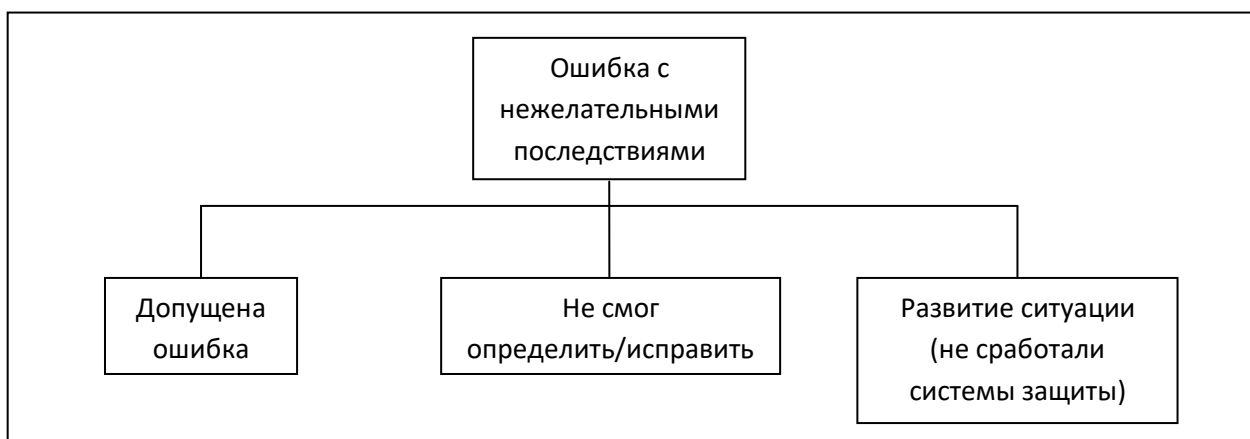 Ошибка с
нежелательными
последствиями
Допущена
ошибка
Не смог
определить/исправить
Развитие ситуации
(не сработали
системы защиты)